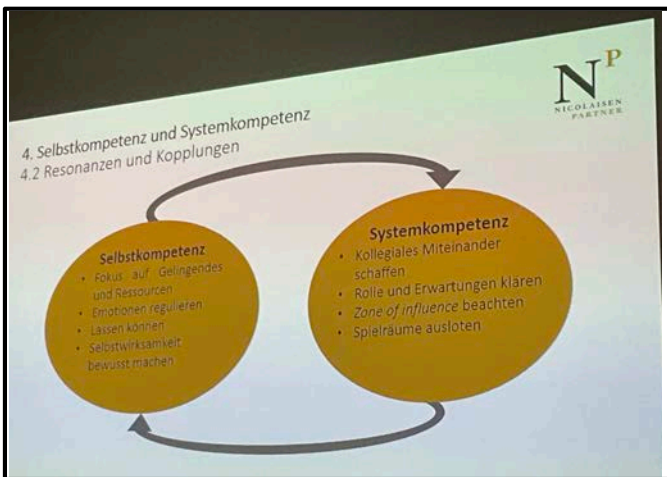 N P
NICOLAISEN
PARTNER
4. Selbstkompetenz und Systemkompetenz
4.2 Resonanzen und Kopplungen
Selbstkompetenz
• Fokus auf Gelingendes
und Ressourcen
• Emotionen regulieren
• Lassen können
• Selbstwirksamkeit
bewusst machen
Systemkompetenz
• Kollegiales Miteinander
schaffen
• Rolle und Erwartungen klären
• Zone of influence beachten
• Spielräume ausloten